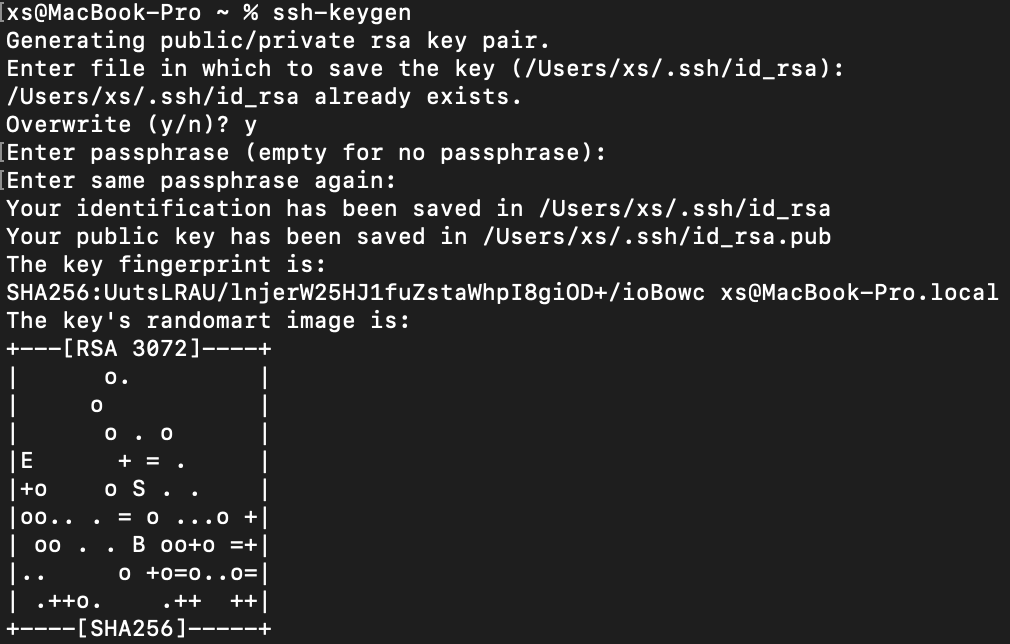 [xs@MacBook-Pro ~ % ssh-keygen
Generating public/private rsa key pair.
Enter file in which to save the key (/Users/xs/.ssh/id_rsa):
/Users/xs/.ssh/id_rsa already exists.
Overwrite (y/n)? y
[Enter passphrase (empty for no passphrase):
[Enter same passphrase again:
Your identification has been saved in /Users/xs/.ssh/id_rsa
Your public key has been saved in /Users/xs/.ssh/id_rsa.pub
The key fingerprint is:
SHA256:UutsLRAU/lnjerW25HJ1fuZstaWhpI8giOD+/ioBowc xs@MacBook-Pro.local
The key's randomart image is:
+---[RSA 3072]----+
|      o.         |
|     o           |
|      o . o      |
|E      + = .     |
|+o    o S . .    |
|oo.. . = o ...o +|
| oo . . B oo+o =+|
|..     o +o=o..o=|
| .++o.    .++  ++|
+----[SHA256]-----+